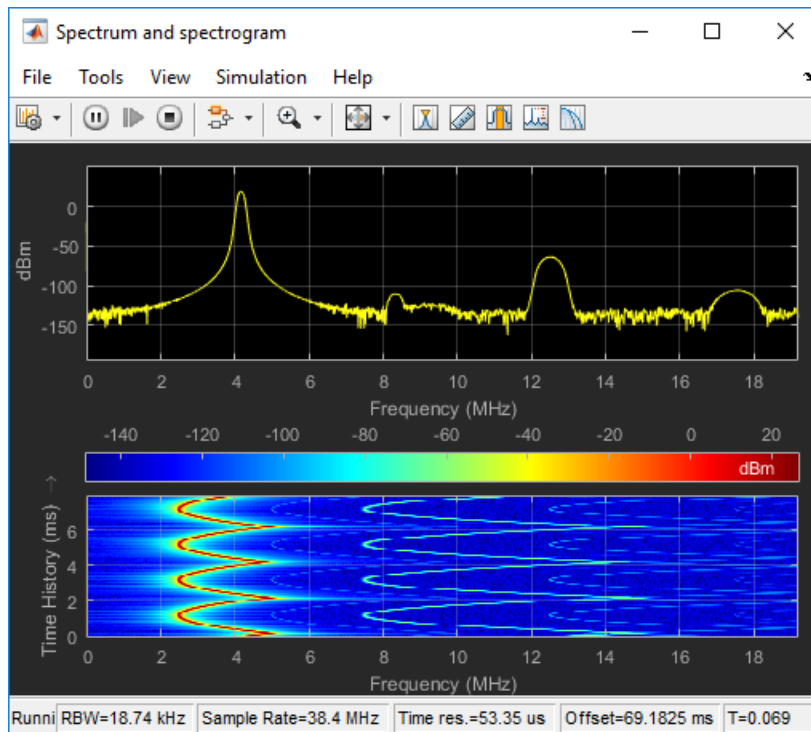 Spectrum and spectrogram
File Tools View Simulation Help
0
-50
-100
-150
dBm
0 2 4 6 8 10 12 14 16 18
Frequency (MHz)
-140 -120 -100 -80 -60 -40 -20 0 20
dBm
Time History (ms) →
6
4
2
0
0 2 4 6 8 10 12 14 16 18
Frequency (MHz)
Runni RBW=18.74 kHz Sample Rate=38.4 MHz Time res.=53.35 us Offset=69.1825 ms T=0.069